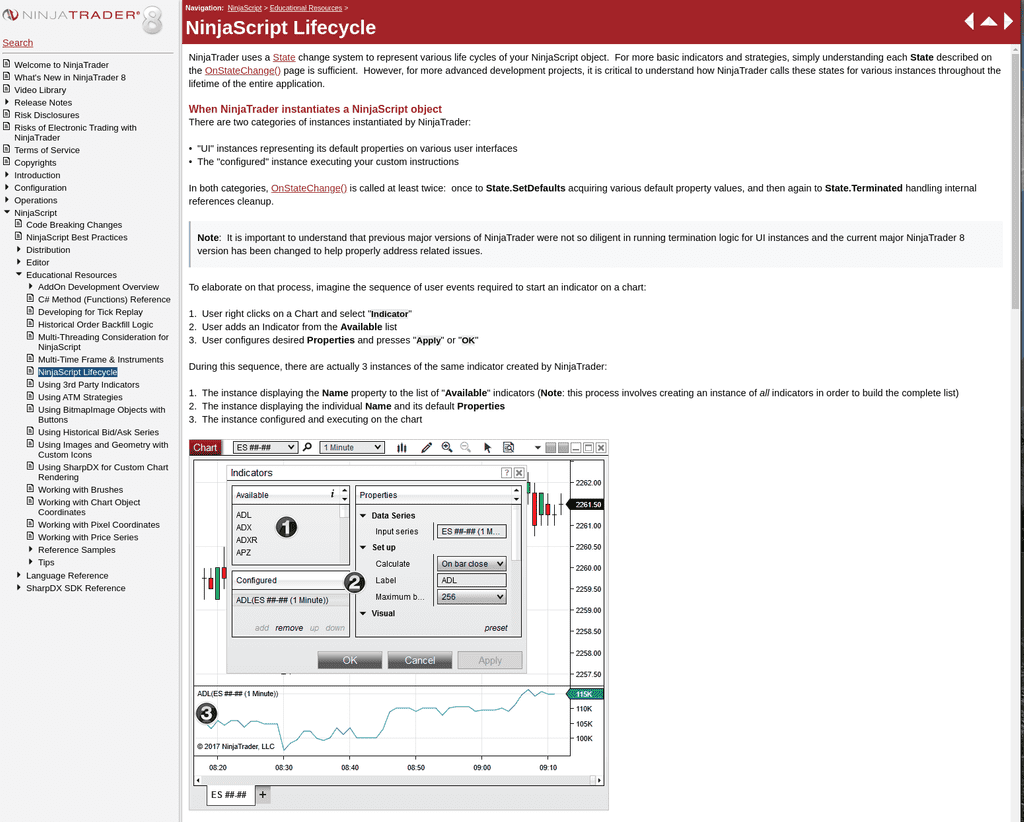 NINJATRADER® 8
Search
Welcome to NinjaTrader
What's New in NinjaTrader 8
Video Library
Release Notes
Risk Disclosures
Risks of Electronic Trading with
NinjaTrader
Terms of Service
Copyrights
Introduction
Configuration
Operations
NinjaScript
Code Breaking Changes
NinjaScript Best Practices
Distribution
Editor
Educational Resources
AddOn Development Overview
C# Method (Functions) Reference
Developing for Tick Replay
Historical Order Backfill Logic
Multi-Threading Consideration for
NinjaScript
Multi-Time Frame & Instruments
NinjaScript Lifecycle
Using 3rd Party Indicators
Using ATM Strategies
Using BitmapImage Objects with
Buttons
Using Historical Bid/Ask Series
Using Images and Geometry with
Custom Icons
Using SharpDX for Custom Chart
Rendering
Working with Brushes
Working with Chart Object
Coordinates
Working with Pixel Coordinates
Working with Price Series
Reference Samples
Tips
Language Reference
SharpDX SDK Reference
Navigation: NinjaScript > Educational Resources >
NinjaScript Lifecycle
NinjaTrader uses a State change system to represent various life cycles of your NinjaScript object. For more basic indicators and strategies, simply understanding each State described on
the OnStateChange() page is sufficient. However, for more advanced development projects, it is critical to understand how NinjaTrader calls these states for various instances throughout the
lifetime of the entire application.
When NinjaTrader instantiates a NinjaScript object
There are two categories of instances instantiated by NinjaTrader:
• "UI" instances representing its default properties on various user interfaces
• The "configured" instance executing your custom instructions
In both categories, OnStateChange() is called at least twice: once to State.SetDefaults acquiring various default property values, and then again to State.Terminated handling internal
references cleanup.
Note: It is important to understand that previous major versions of NinjaTrader were not so diligent in running termination logic for UI instances and the current major NinjaTrader 8
version has been changed to help properly address related issues.
To elaborate on that process, imagine the sequence of user events required to start an indicator on a chart:
1. User right clicks on a Chart and select "Indicator"
2. User adds an Indicator from the Available list
3. User configures desired Properties and presses "Apply" or "OK"
During this sequence, there are actually 3 instances of the same indicator created by NinjaTrader:
1. The instance displaying the Name property to the list of "Available" indicators (Note: this process involves creating an instance of all indicators in order to build the complete list)
2. The instance displaying the individual Name and its default Properties
3. The instance configured and executing on the chart
Chart ES ##-## 1 Minute
Indicators ?
Available i
ADL
ADX
ADXR
APZ
1
Configured
2
ADL(ES ##-## (1 Minute))
add remove up down
Properties
Data Series
Input series ES ##-## (1 M...
Set up
Calculate On bar close
Label ADL
Maximum b... 256
Visual
preset
OK Cancel Apply
2262.00
2261.50
2261.00
2260.50
2260.00
2259.50
2259.00
2258.50
2258.00
2257.50
ADL(ES ##-## (1 Minute))
3
115K
110K
105K
100K
© 2017 NinjaTrader, LLC
08:20 08:30 08:40 08:50 09:00 09:10
ES ##-## +